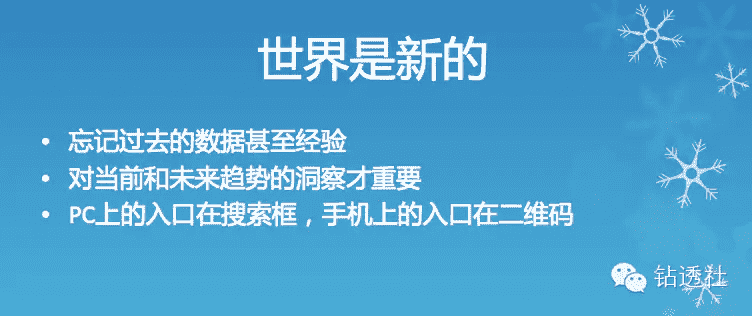 世界是新的
• 忘记过去的数据甚至经验
• 对当前和未来趋势的洞察才重要
• PC上的入口在搜索框，手机上的入口在二维码
钻透社